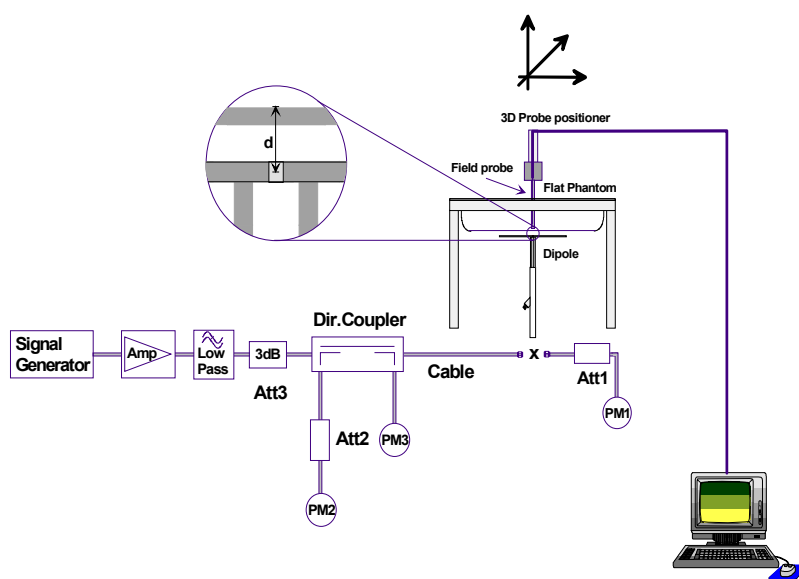 3D Probe positioner
d
Field probe
Flat Phantom
Dipole
Dir.Coupler
Signal
Generator
Amp
Low
Pass
3dB
Cable
x
Att1
Att3
PM1
Att2
PM3
PM2